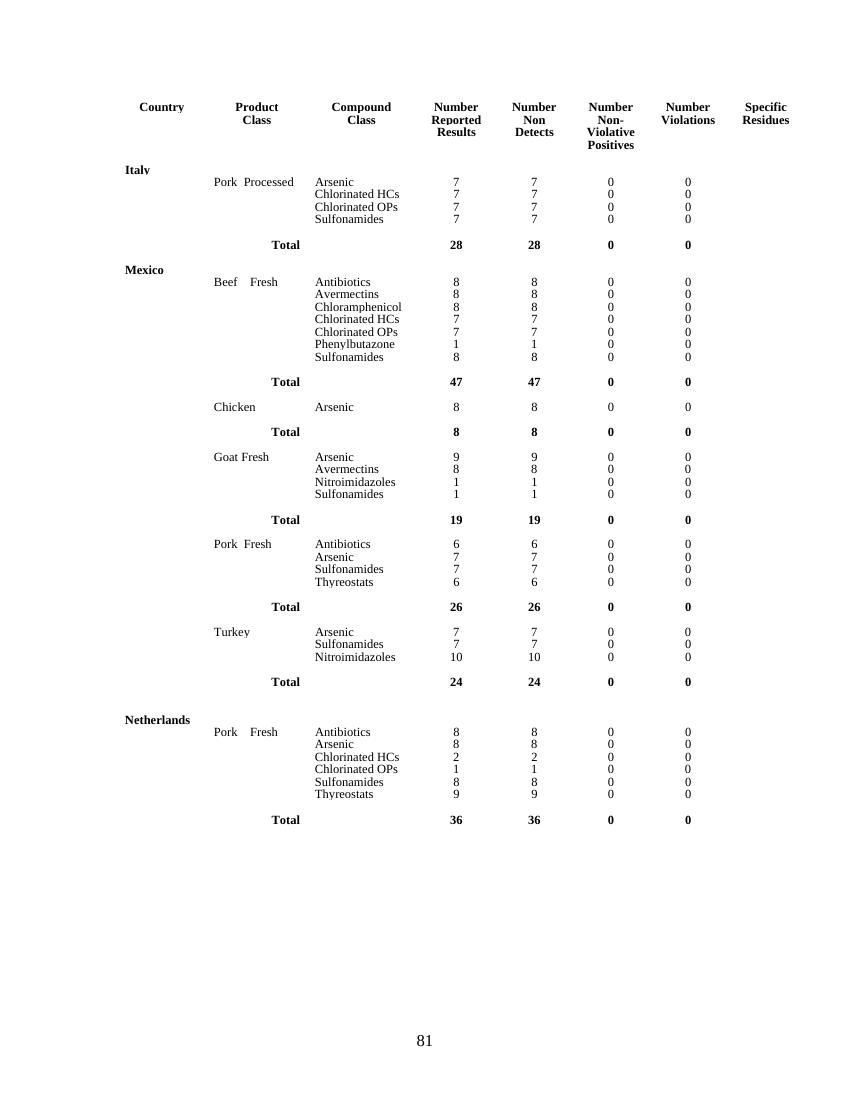 Country Product Class Compound Class Number Reported Results Number Non Detects Number Non-Violative Positives Number Violations Specific Residues
Italy
Pork Processed Arsenic 7 7 0 0
Chlorinated HCs 7 7 0 0
Chlorinated OPs 7 7 0 0
Sulfonamides 7 7 0 0
Total 28 28 0 0
Mexico
Beef Fresh Antibiotics 8 8 0 0
Avermectins 8 8 0 0
Chloramphenicol 8 8 0 0
Chlorinated HCs 7 7 0 0
Chlorinated OPs 7 7 0 0
Phenylbutazone 1 1 0 0
Sulfonamides 8 8 0 0
Total 47 47 0 0
Chicken Arsenic 8 8 0 0
Total 8 8 0 0
Goat Fresh Arsenic 9 9 0 0
Avermectins 8 8 0 0
Nitroimidazoles 1 1 0 0
Sulfonamides 1 1 0 0
Total 19 19 0 0
Pork Fresh Antibiotics 6 6 0 0
Arsenic 7 7 0 0
Sulfonamides 7 7 0 0
Thyreostats 6 6 0 0
Total 26 26 0 0
Turkey Arsenic 7 7 0 0
Sulfonamides 7 7 0 0
Nitroimidazoles 10 10 0 0
Total 24 24 0 0
Netherlands
Pork Fresh Antibiotics 8 8 0 0
Arsenic 8 8 0 0
Chlorinated HCs 2 2 0 0
Chlorinated OPs 1 1 0 0
Sulfonamides 8 8 0 0
Thyreostats 9 9 0 0
Total 36 36 0 0
81